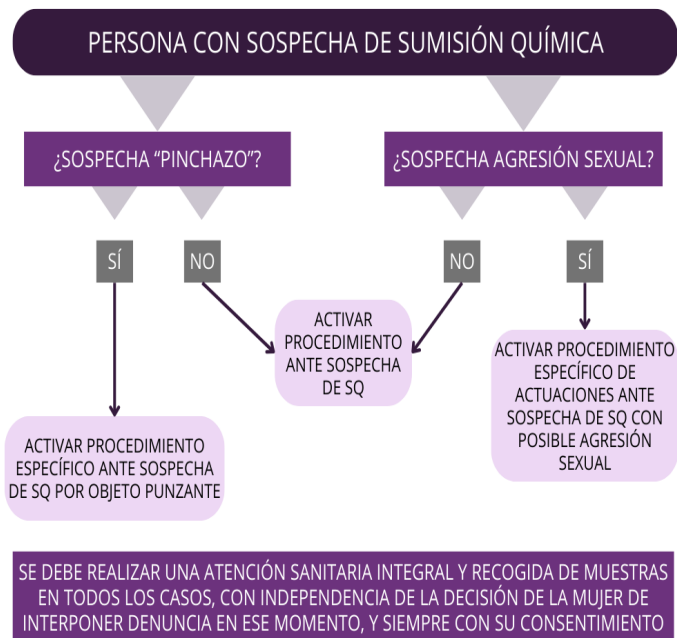 PERSONA CON SOSPECHA DE SUMISIÓN QUÍMICA
¿SOSPECHA “PINCHAZO”?
¿SOSPECHA AGRESIÓN SEXUAL?
SÍ
NO
NO
SÍ
ACTIVAR
PROCEDIMIENTO
ANTE SOSPECHA
DE SQ
ACTIVAR PROCEDIMIENTO
ESPECÍFICO DE
ACTUACIONES ANTE
SOSPECHA DE SQ CON
POSIBLE AGRESIÓN
SEXUAL
ACTIVAR PROCEDIMIENTO
ESPECÍFICO ANTE SOSPECHA
DE SQ POR OBJETO PUNZANTE
SE DEBE REALIZAR UNA ATENCIÓN SANITARIA INTEGRAL Y RECOGIDA DE MUESTRAS
EN TODOS LOS CASOS, CON INDEPENDENCIA DE LA DECISIÓN DE LA MUJER DE
INTERPONER DENUNCIA EN ESE MOMENTO, Y SIEMPRE CON SU CONSENTIMIENTO